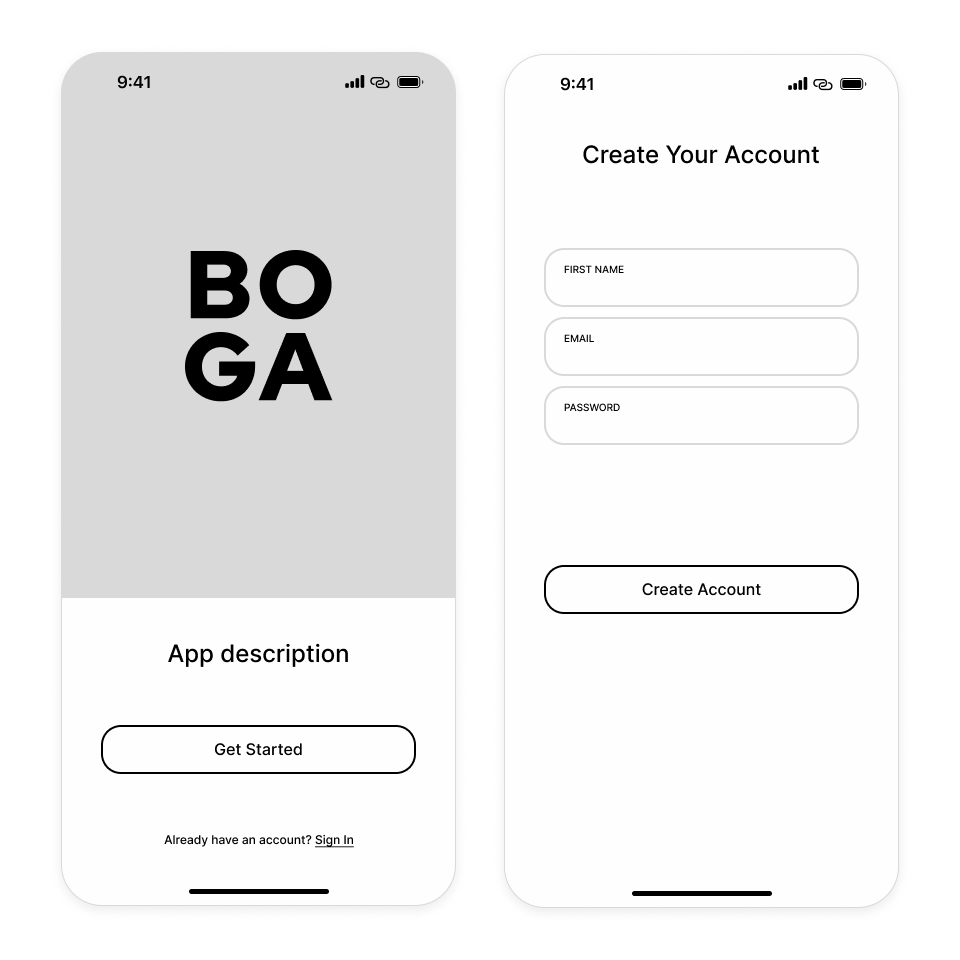 9:41
BO
GA
App description
Get Started
Already have an account? Sign In
9:41
Create Your Account
FIRST NAME
EMAIL
PASSWORD
Create Account